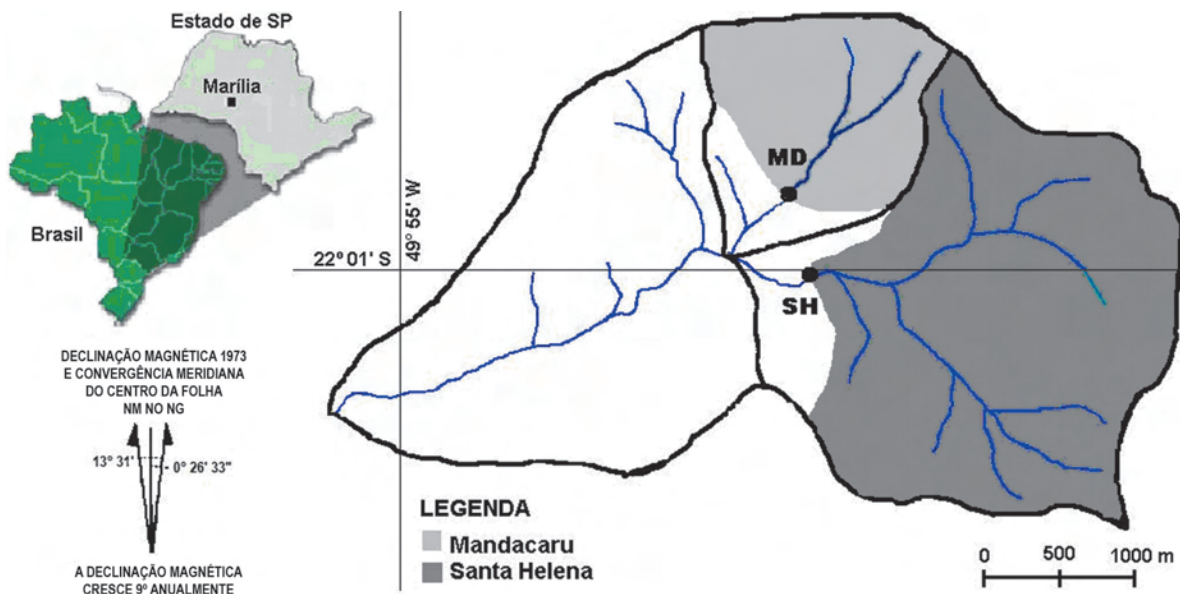 Estado de SP
Marília
Brasil
DECLINAÇÃO MAGNÉTICA 1973
E CONVERGÊNCIA MERIDIANA
DO CENTRO DA FOLHA
NM NO NG
13° 31'
- 0° 26' 33"
A DECLINAÇÃO MAGNÉTICA
CRESCE 9º ANUALMENTE
22° 01' S
49° 55' W
MD
SH
LEGENDA
Mandacaru
Santa Helena
0 500 1000 m